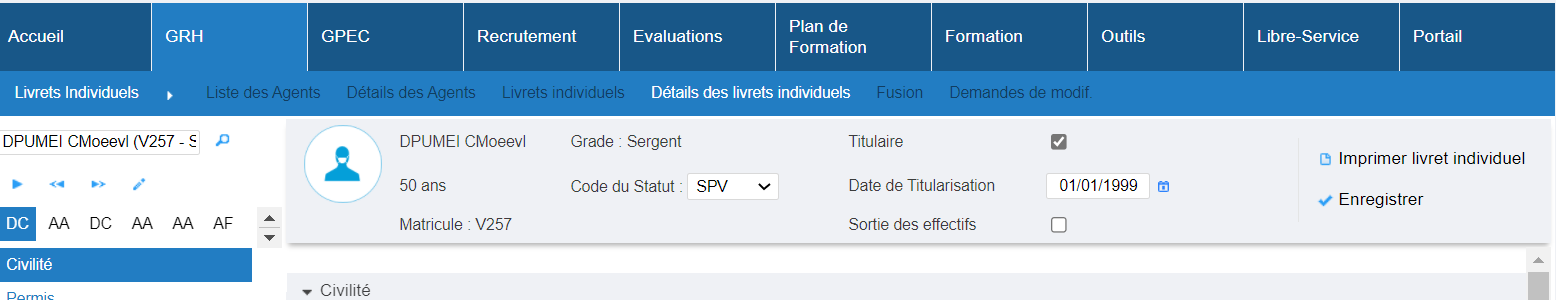 Accueil
GRH
GPEC
Recrutement
Evaluations
Plan de
Formation
Formation
Outils
Libre-Service
Portail
Livrets Individuels
Liste des Agents
Détails des Agents
Livrets individuels
Détails des livrets individuels
Fusion
Demandes de modif.
DPUMEI CMoeevl (V257 - S
DC AA DC AA AA AF
Civilité
Permis
DPUMEI CMoeevl
50 ans
Matricule : V257
Grade : Sergent
Code du Statut : SPV
Titulaire
Date de Titularisation 01/01/1999
Sortie des effectifs
Imprimer livret individuel
Enregistrer
Civilité